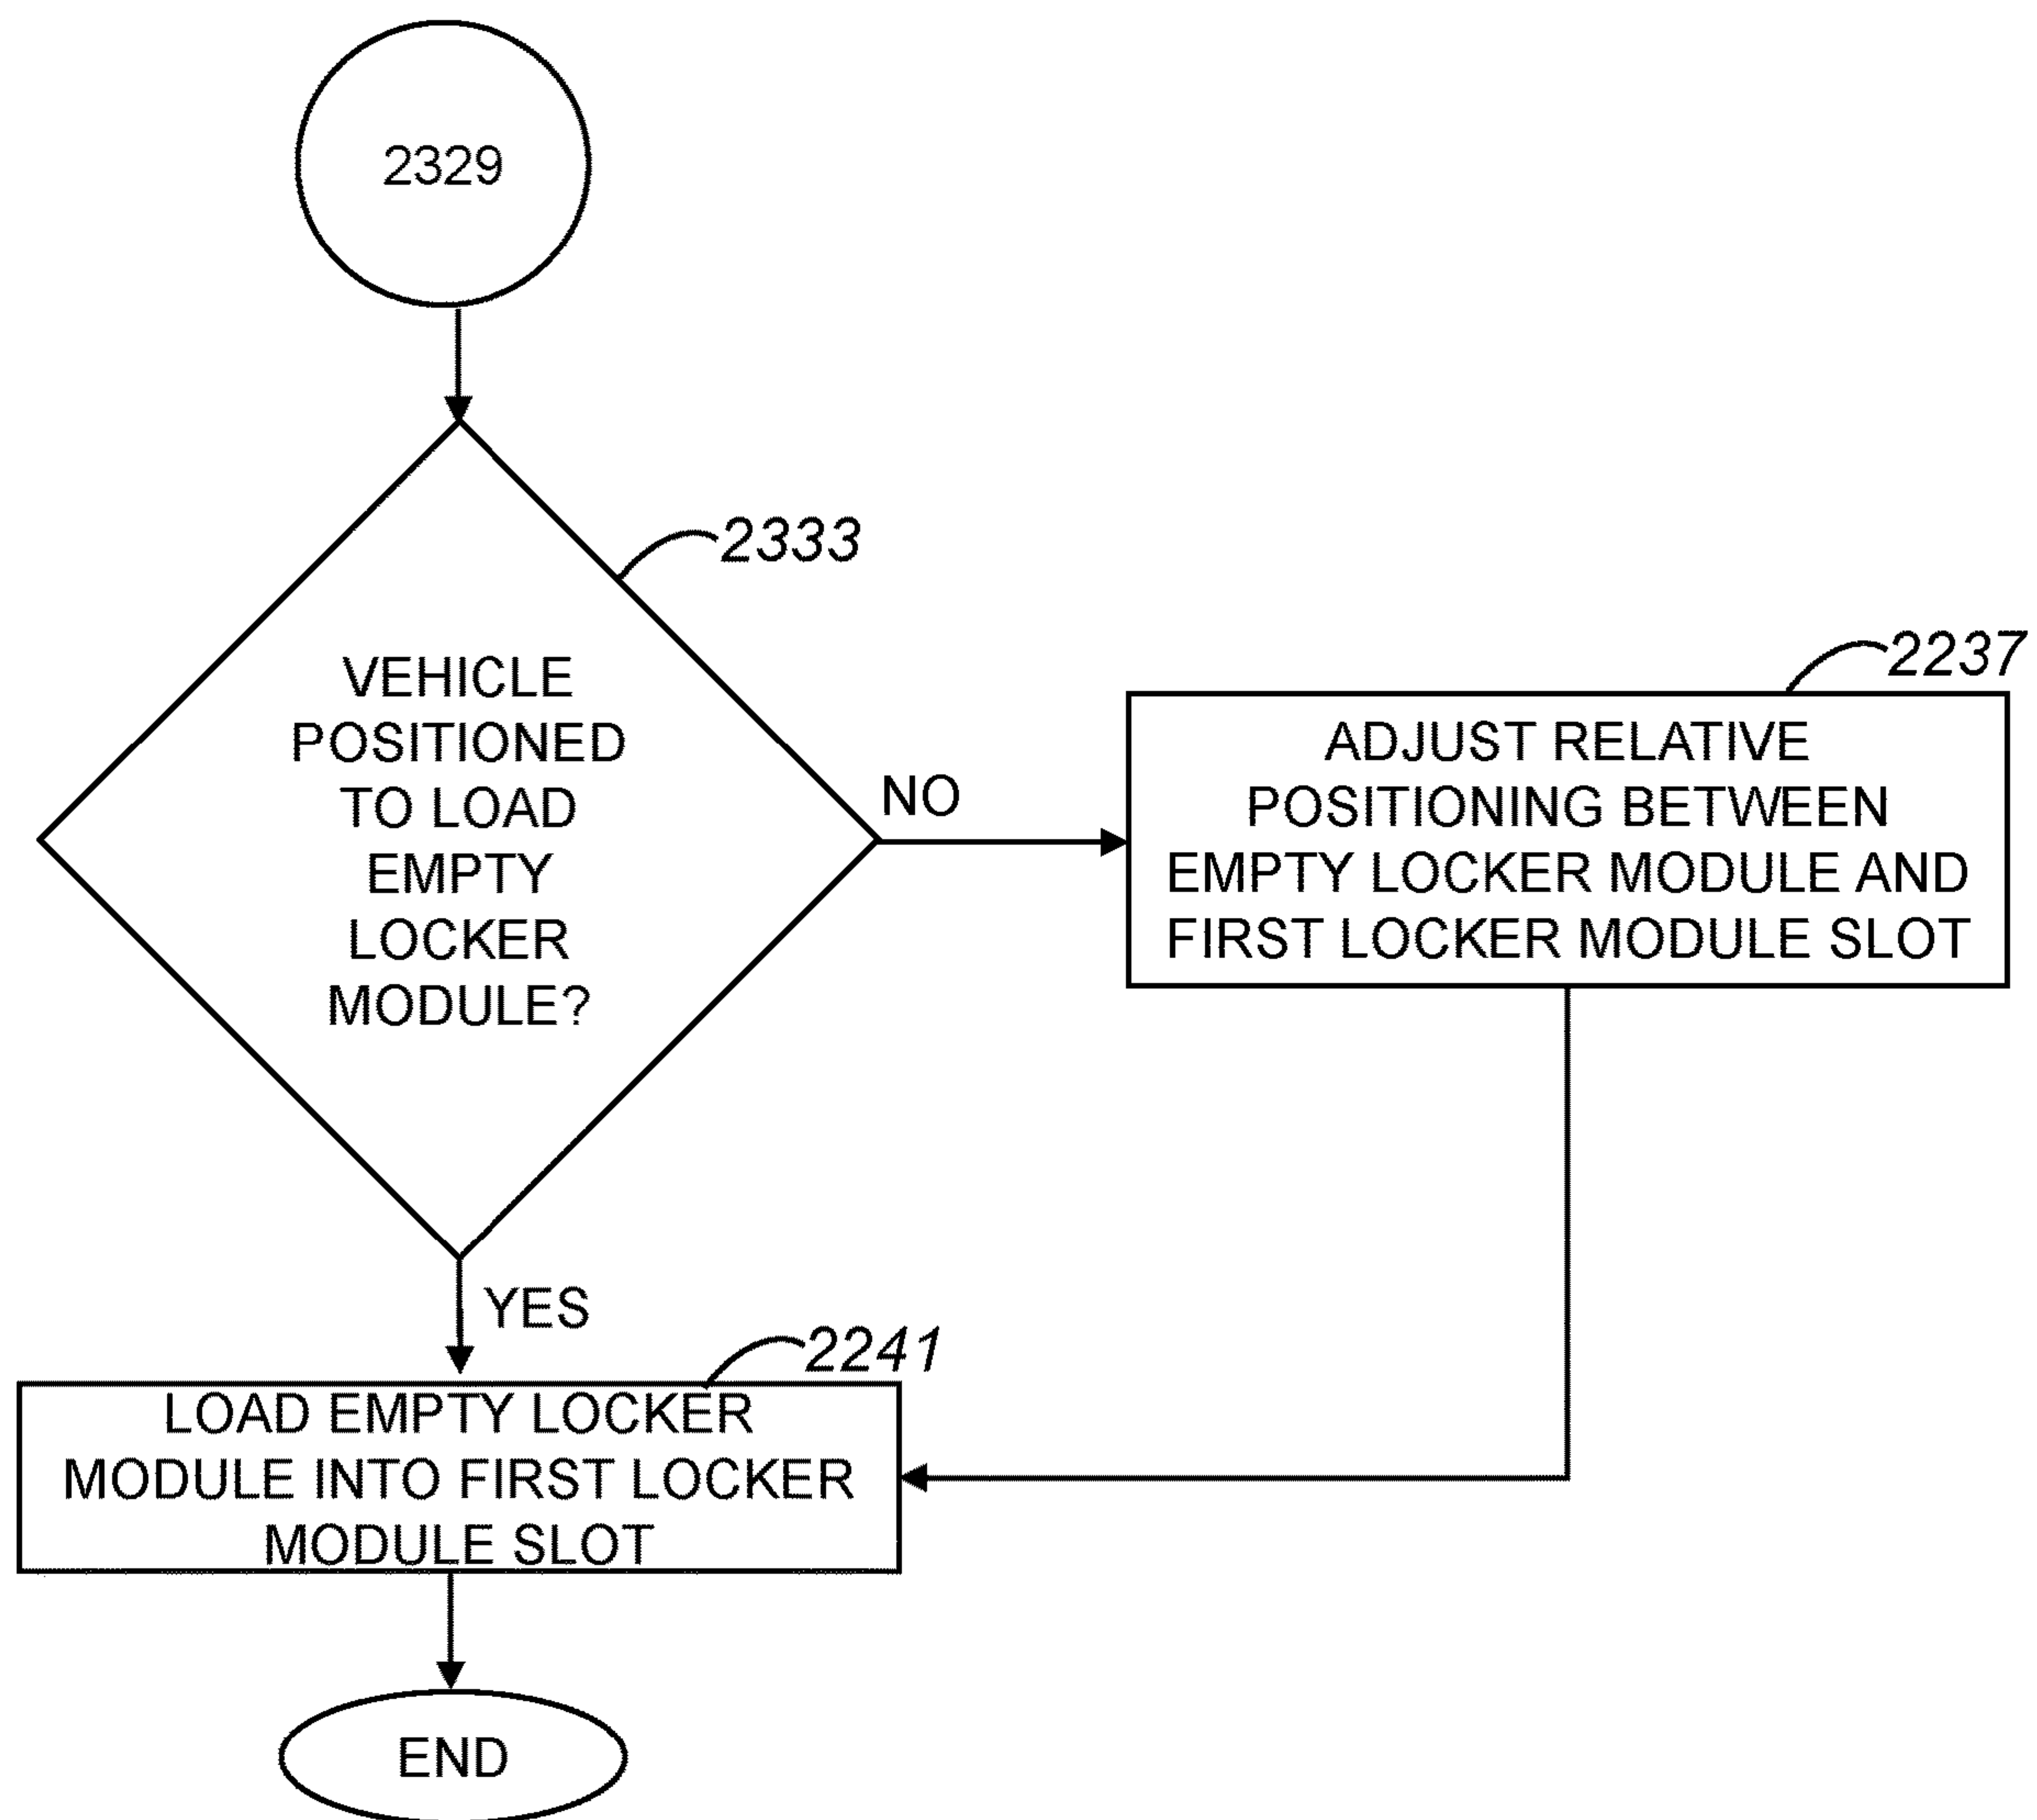 2329
2333
VEHICLE
POSITIONED
TO LOAD
EMPTY
LOCKER
MODULE?
NO
2237
ADJUST RELATIVE
POSITIONING BETWEEN
EMPTY LOCKER MODULE AND
FIRST LOCKER MODULE SLOT
YES
2241
LOAD EMPTY LOCKER
MODULE INTO FIRST LOCKER
MODULE SLOT
END